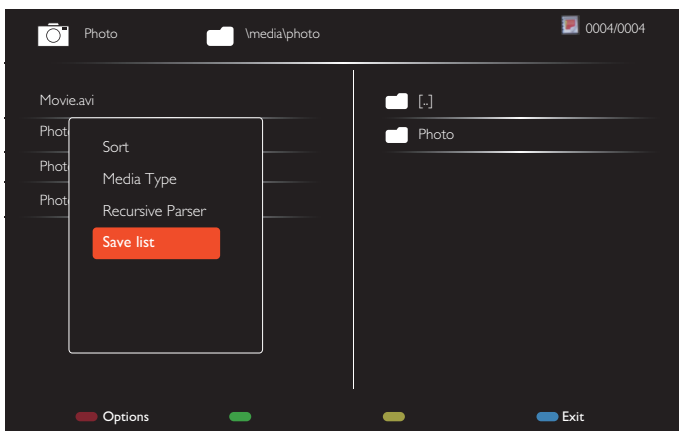 Photo
\media\photo
0004/0004
Movie.avi
[..]
Photo
Sort
Media Type
Recursive Parser
Save list
Options
Exit